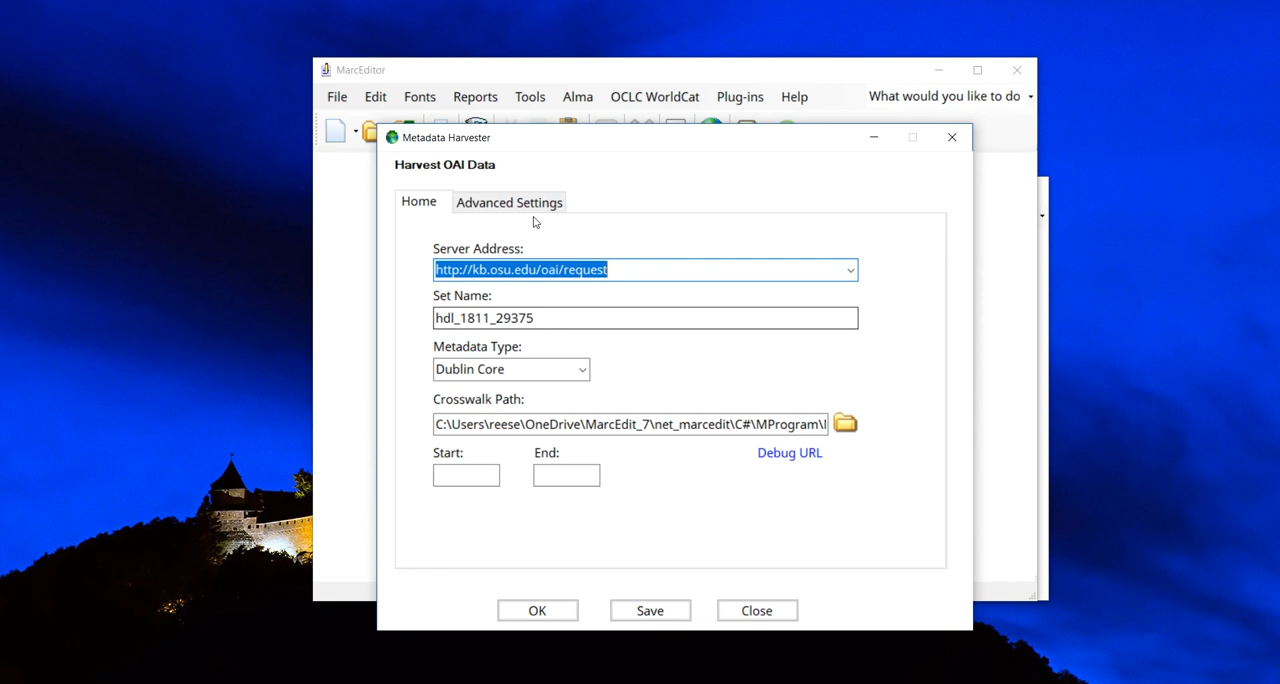 MarcEditor
File Edit Fonts Reports Tools Alma OCLC WorldCat Plug-ins Help What would you like to do
Metadata Harvester
Harvest OAI Data
Home Advanced Settings
Server Address:
http://kb.osu.edu/oai/request
Set Name:
hdl_1811_29375
Metadata Type:
Dublin Core
Crosswalk Path:
C:\Users\reese\OneDrive\MarcEdit_7\net_marcedit\C#\MProgram\
Start: End: Debug URL
OK Save Close